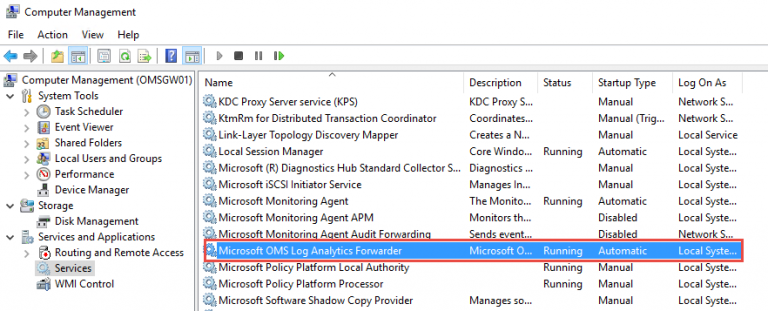 Computer Management
File Action View Help
Computer Management (OMSGW01)
System Tools
Task Scheduler
Event Viewer
Shared Folders
Local Users and Groups
Performance
Device Manager
Storage
Disk Management
Services and Applications
Routing and Remote Access
Services
WMI Control
Name Description Status Startup Type Log On As
KDC Proxy Server service (KPS) KDC Proxy S... Manual Network S...
KtmRm for Distributed Transaction Coordinator Coordinates... Manual (Trig... Network S...
Link-Layer Topology Discovery Mapper Creates a N... Manual Local Service
Local Session Manager Core Windo... Running Automatic Local Syste...
Microsoft (R) Diagnostics Hub Standard Collector S... Diagnostics ... Manual Local Syste...
Microsoft iSCSI Initiator Service Manages In... Manual Local Syste...
Microsoft Monitoring Agent The Monito... Running Automatic Local Syste...
Microsoft Monitoring Agent APM Monitors th... Disabled Local Syste...
Microsoft Monitoring Agent Audit Forwarding Sends event... Disabled Network S...
Microsoft OMS Log Analytics Forwarder Microsoft O... Running Automatic Local Syste...
Microsoft Policy Platform Local Authority Manual Local Syste...
Microsoft Policy Platform Processor Manual Local Syste...
Microsoft Software Shadow Copy Provider Manages so... Manual Local Syste...